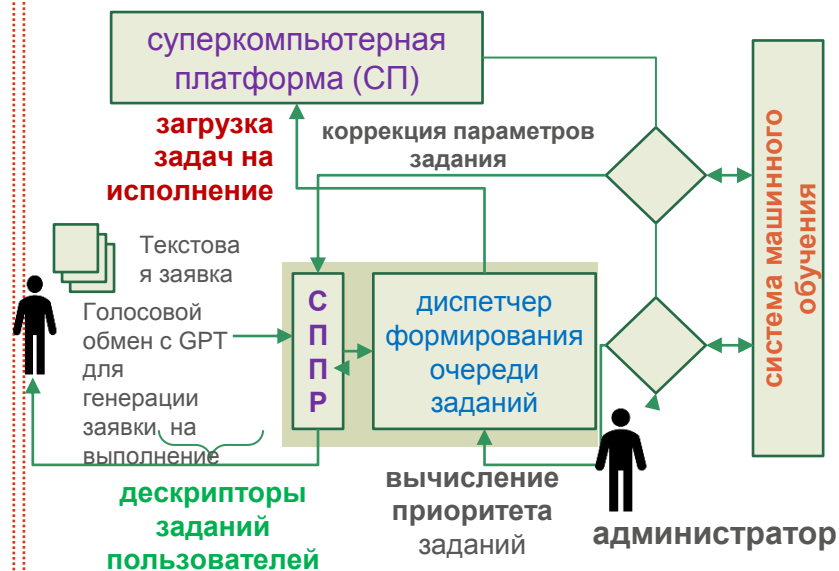 суперкомпьютерная
платформа (СП)
загрузка
задач на
исполнение
коррекция параметров
задания
система машинного
обучения
Текстова
я заявка
Голосовой
обмен с GPT
для
генерации
заявки на
выполнение
С
П
П
Р
диспетчер
формирования
очереди
заданий
дескрипторы
заданий
пользователей
вычисление
приоритета
заданий
администратор